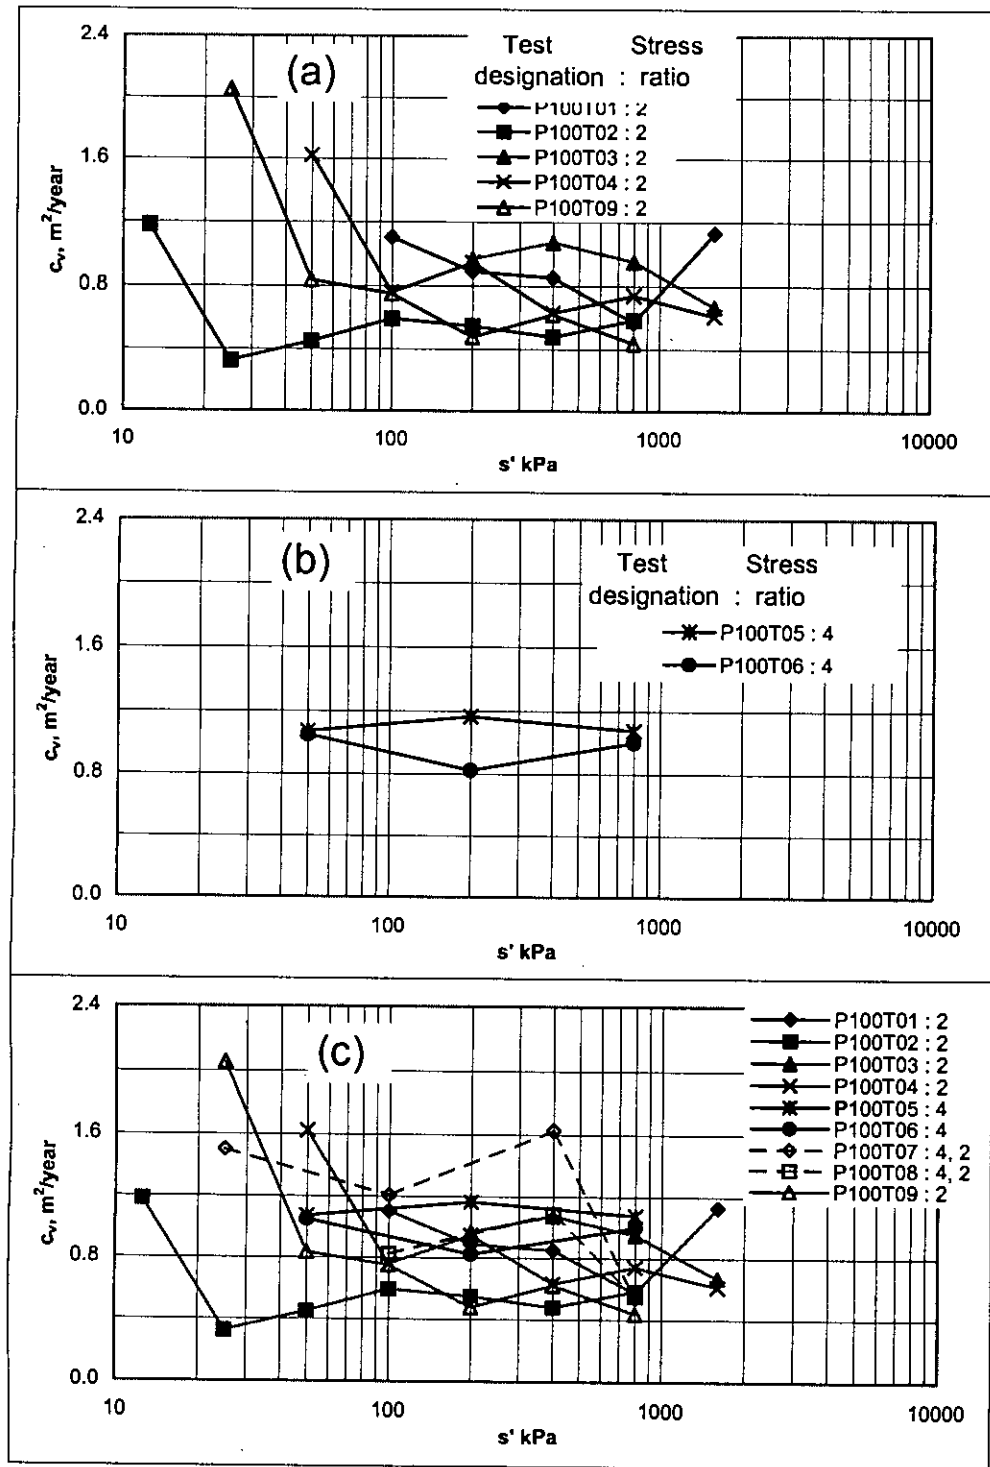 2.4
(a)
Test Stress
designation : ratio
P100T01 : 2
P100T02 : 2
P100T03 : 2
P100T04 : 2
P100T09 : 2
1.6
0.8
0.0
cv, m²/year
10 100 1000 10000
s' kPa
2.4
(b)
Test Stress
designation : ratio
P100T05 : 4
P100T06 : 4
1.6
0.8
0.0
cv, m²/year
10 100 1000 10000
s' kPa
2.4
(c)
P100T01 : 2
P100T02 : 2
P100T03 : 2
P100T04 : 2
P100T05 : 4
P100T06 : 4
P100T07 : 4, 2
P100T08 : 4, 2
P100T09 : 2
1.6
0.8
0.0
cv, m²/year
10 100 1000 10000
s' kPa